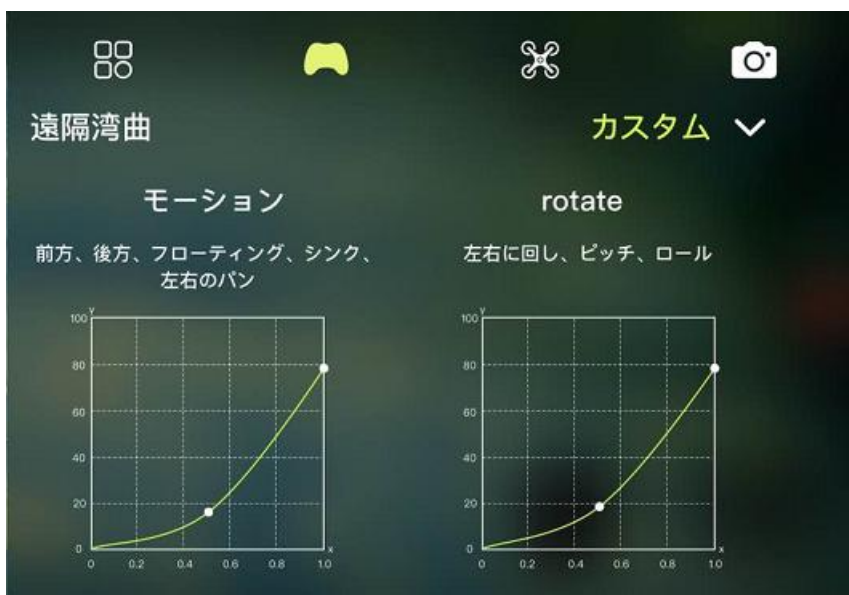 遠隔湾曲
カスタム
モーション
rotate
前方、後方、フローティング、シンク、
左右のパン
左右に回し、ピッチ、ロール
y
100
80
60
40
20
0
0 0.2 0.4 0.6 0.8 1.0
x
y
100
80
60
40
20
0
0 0.2 0.4 0.6 0.8 1.0
x